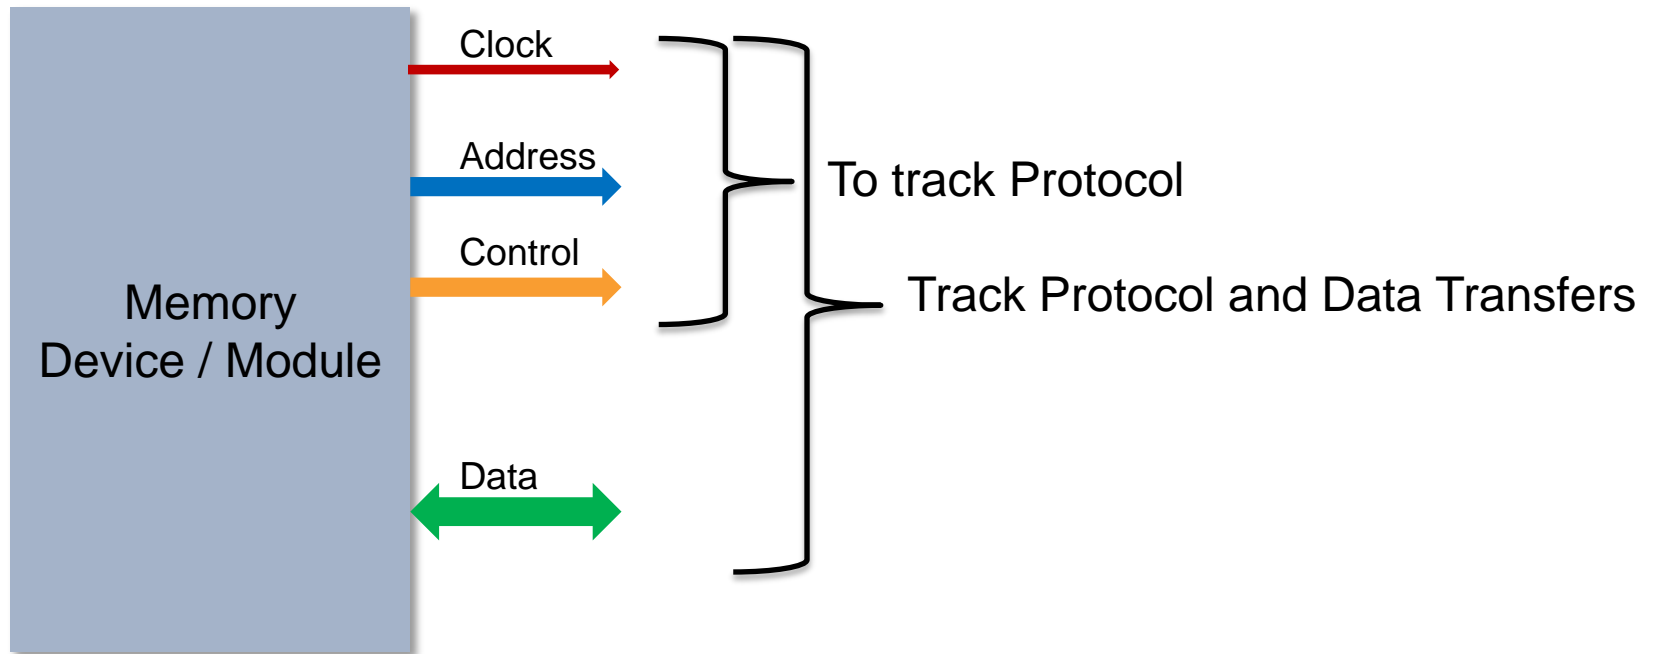 Clock
Address
To track Protocol
Control
Memory
Device / Module
Track Protocol and Data Transfers
Data